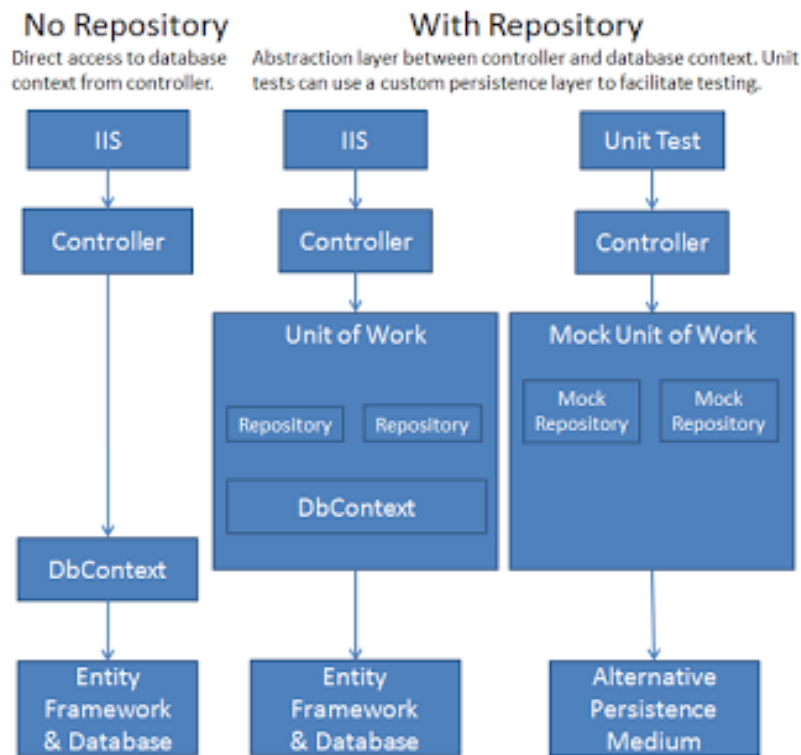 No Repository
Direct access to database
context from controller.
With Repository
Abstraction layer between controller and database context. Unit
tests can use a custom persistence layer to facilitate testing.
IIS
Controller
DbContext
Entity
Framework
& Database
IIS
Controller
Unit of Work
Repository
Repository
DbContext
Entity
Framework
& Database
Unit Test
Controller
Mock Unit of Work
Mock
Repository
Mock
Repository
Alternative
Persistence
Medium